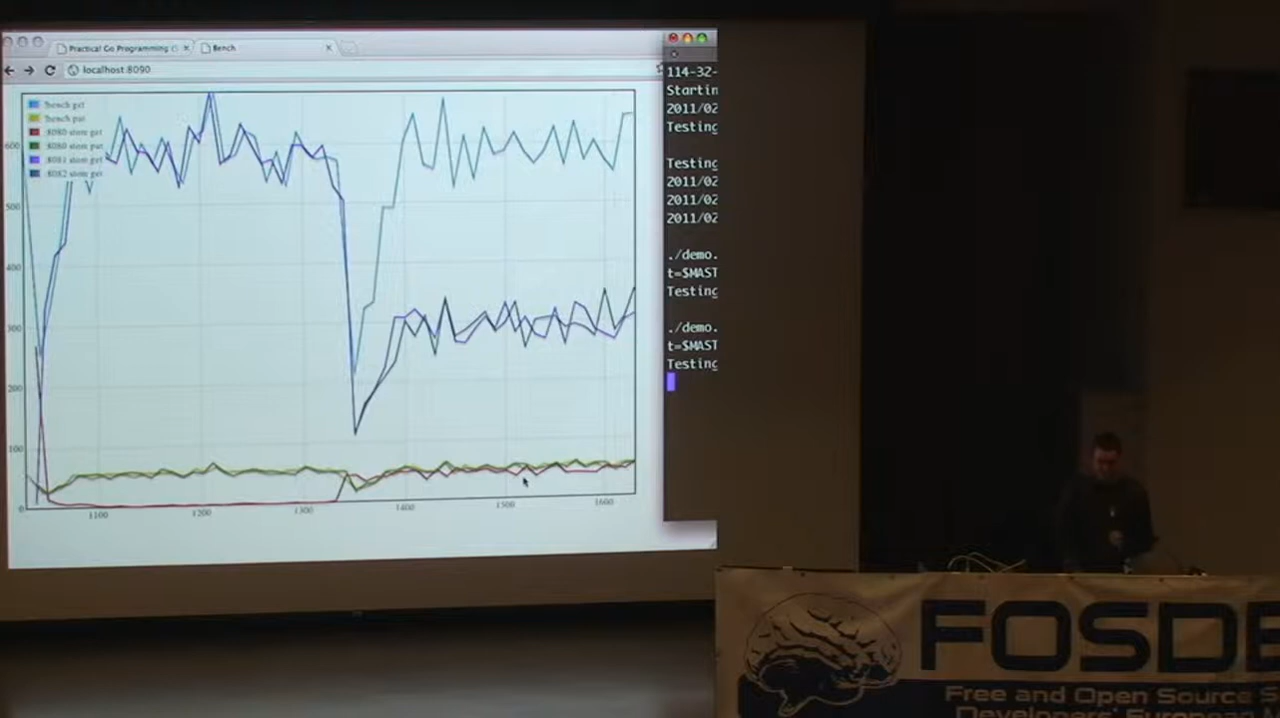 Practical Go Programming
Bench
localhost:8090
bench get
bench put
:8080 store get
:8080 store put
:8081 store get
:8082 store get
600
500
400
300
200
100
0
1100
1200
1300
1400
1500
1600
114-32-
Startin
2011/02
Testing
Testing
2011/02
2011/02
2011/02
./demo.
t=$MAST
Testing
./demo.
t=$MAST
Testing
FOSDE
Free and Open Source S
Developers' European